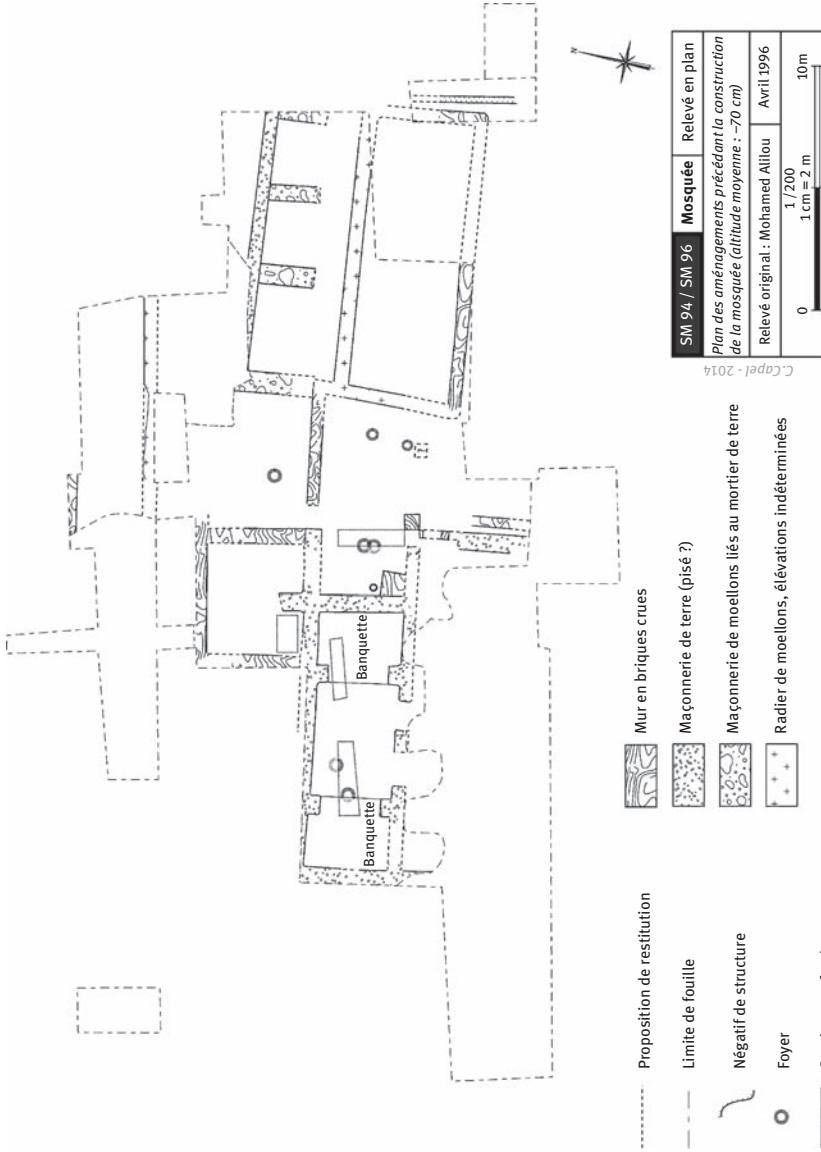 N
Banquette
Banquette
Proposition de restitution
Limite de fouille
Négatif de structure
Foyer
Mur en briques crues
Maçonnerie de terre (pisé ?)
Maçonnerie de moellons liés au mortier de terre
Radier de moellons, élévations indéterminées
C.Capel - 2014
SM 94 / SM 96 Mosquée Relevé en plan
Plan des aménagements précédant la construction
de la mosquée (altitude moyenne : –70 cm)
Relevé original : Mohamed Alilou Avril 1996
1 / 200
1 cm = 2 m
0 10m